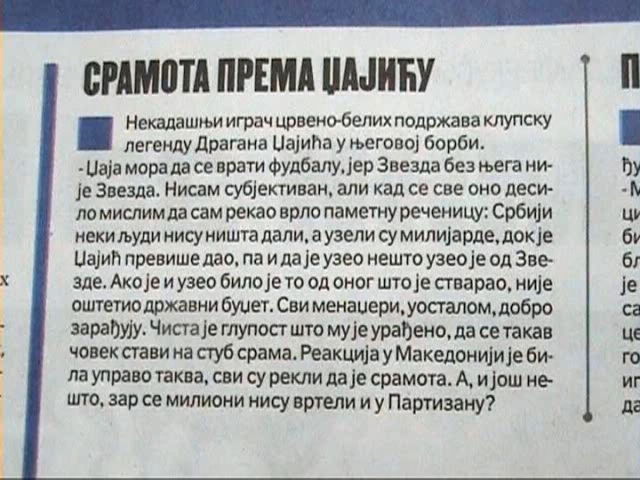 СРАМОТА ПРЕМА ЏАЈИЋУ
Некадашњи играч црвено-белих подржава клупску
легенду Драгана Џајића у његовој борби.
- Џаја мора да се врати фудбалу, јер Звезда без њега ни-
је Звезда. Нисам субјективан, али кад се све оно деси-
ло мислим да сам рекао врло паметну реченицу: Србији
неки људи нису ништа дали, а узели су милијарде, док је
Џајић превише дао, па и да је узео нешто узео је од Зве-
зде. Ако је и узео било је то од оног што је стварао, није
оштетио државни буџет. Сви менаџери, уосталом, добро
зарађују. Чиста је глупост што му је урађено, да се такав
човек стави на стуб срама. Реакција у Македонији је би-
ла управо таква, сви су рекли да је срамота. А, и још не-
што, зар се милиони нису вртели и у Партизану?